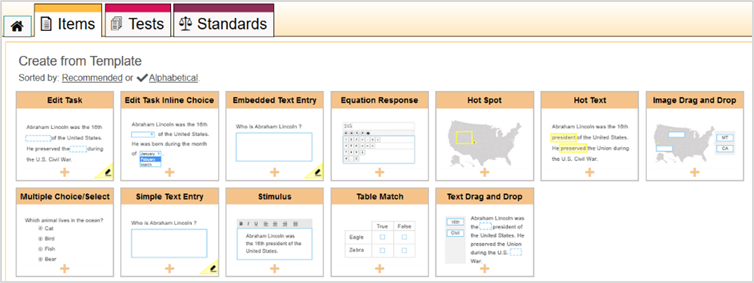 Items Tests Standards
Create from Template
Sorted by: Recommended or Alphabetical.
Edit Task
Abraham Lincoln was the 16th
of the United States.
He preserved the during
the U.S. Civil War.
Edit Task Inline Choice
Abraham Lincoln was the 16th
of the United States.
He was born during the month
of January
Embedded Text Entry
Who is Abraham Lincoln ?
Equation Response
Hot Spot
Hot Text
Abraham Lincoln was the 16th
president of the United States.
He preserved the Union during
the U.S. Civil War.
Image Drag and Drop
MT
CA
Multiple Choice/Select
Which animal lives in the ocean?
Cat
Bird
Fish
Bear
Simple Text Entry
Who is Abraham Lincoln ?
Stimulus
B I U
Abraham Lincoln was
the 16th president of the
United States.
Table Match
True False
Eagle
Zebra
Text Drag and Drop
16th
Civil
Abraham Lincoln was
the president of
the United States. He
preserved the Union
during the U.S.
War.